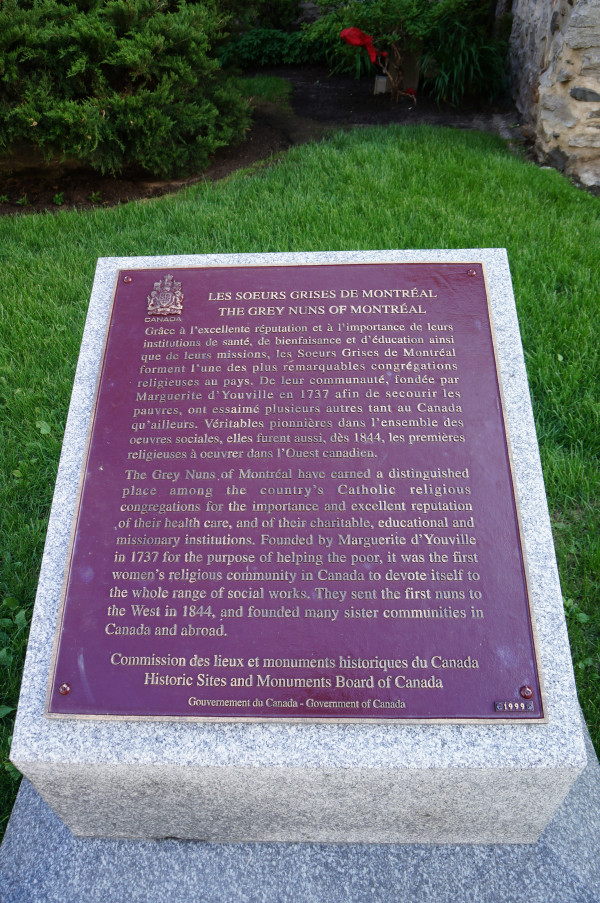 CANADA
LES SOEURS GRISES DE MONTRÉAL
THE GREY NUNS OF MONTRÉAL
Grâce à l'excellente réputation et à l'importance de leurs
institutions de santé, de bienfaisance et d'éducation ainsi
que de leurs missions, les Soeurs Grises de Montréal
forment l'une des plus remarquables congrégations
religieuses au pays. De leur communauté, fondée par
Marguerite d'Youville en 1737 afin de secourir les
pauvres, ont essaimé plusieurs autres tant au Canada
qu'ailleurs. Véritables pionnières dans l'ensemble des
oeuvres sociales, elles furent aussi, dès 1844, les premières
religieuses à oeuvrer dans l'Ouest canadien.
The Grey Nuns of Montréal have earned a distinguished
place among the country's Catholic religious
congregations for the importance and excellent reputation
of their health care, and of their charitable, educational and
missionary institutions. Founded by Marguerite d'Youville
in 1737 for the purpose of helping the poor, it was the first
women's religious community in Canada to devote itself to
the whole range of social works. They sent the first nuns to
the West in 1844, and founded many sister communities in
Canada and abroad.
Commission des lieux et monuments historiques du Canada
Historic Sites and Monuments Board of Canada
Gouvernement du Canada - Government of Canada
©1999©